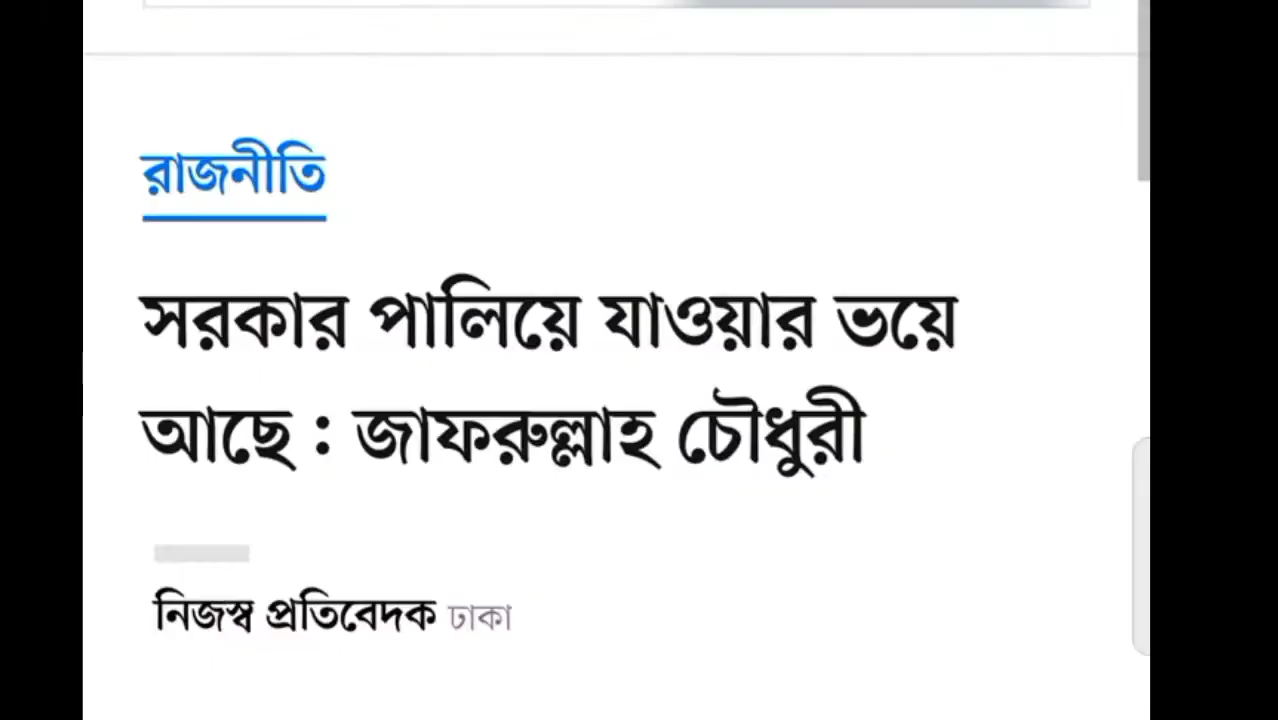 রাজনীতি
সরকার পালিয়ে যাওয়ার ভয়ে
আছে : জাফরুল্লাহ চৌধুরী
নিজস্ব প্রতিবেদক ঢাকা